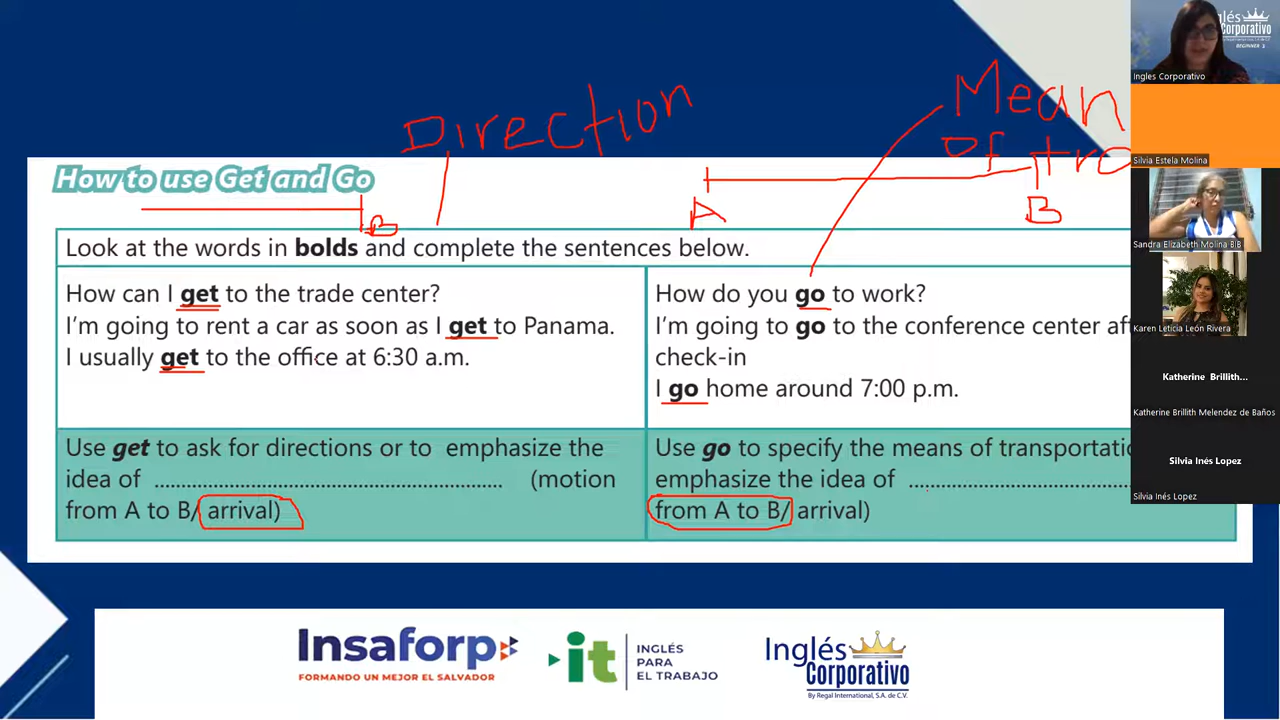 Inglés
Corporativo
BEGINNER 1
Ingles Corporativo
Mean
Direction
Of
Silvia Estela Molina
How to use Get and Go
B
A
B
Sandra Elizabeth Molina BB
Look at the words in bolds and complete the sentences below.
How can I get to the trade center?
I'm going to rent a car as soon as I get to Panama.
I usually get to the office at 6:30 a.m.
How do you go to work?
I'm going to go to the conference center
check-in
I go home around 7:00 p.m.
Karen Leticia León Rivera
Katherine Brillith...
Katherine Brillith Melendez de Baños
Use get to ask for directions or to emphasize the
idea of ........................................................ (motion
from A to B/ arrival)
Use go to specify the means of
emphasize the idea of ....................................
from A to B/ arrival)
Silvia Inés Lopez
Silvia Inés Lopez
Insaforp
FORMANDO UN MEJOR EL SALVADOR
it
INGLÉS
PARA
EL TRABAJO
Inglés
Corporativo
By Regal International, S.A. de C.V.